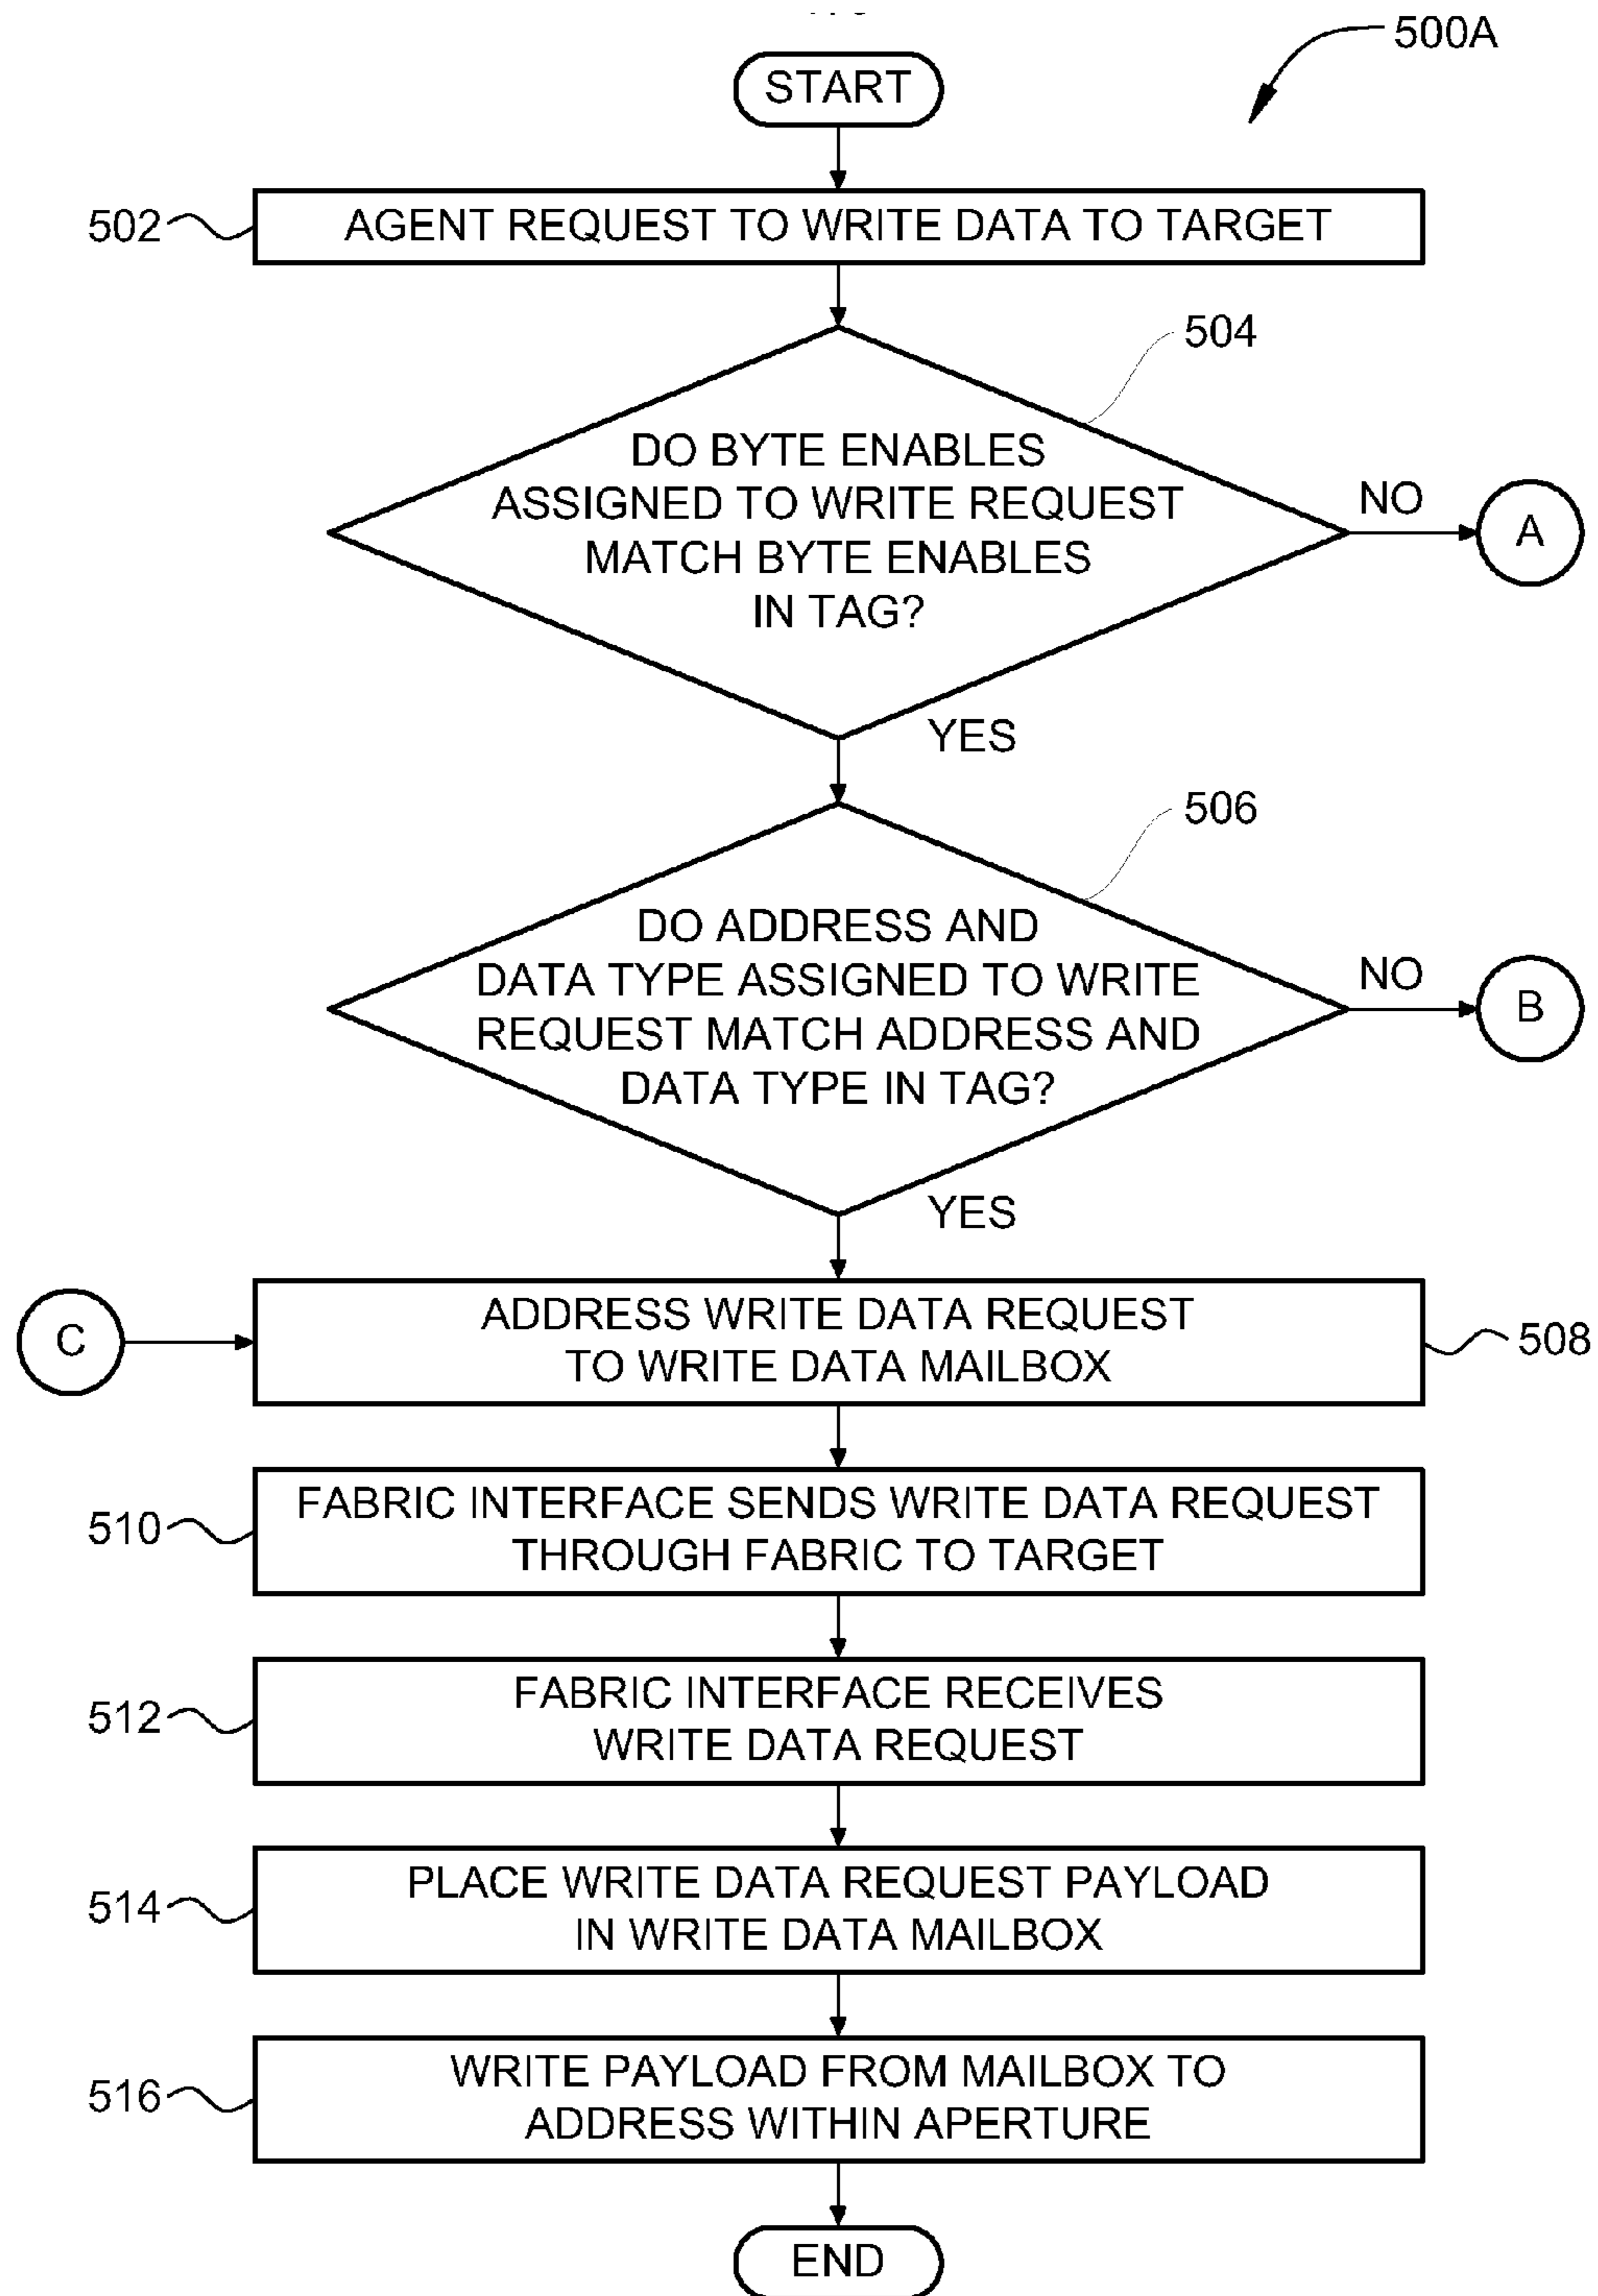 500A
START
502
AGENT REQUEST TO WRITE DATA TO TARGET
504
DO BYTE ENABLES
ASSIGNED TO WRITE REQUEST
MATCH BYTE ENABLES
IN TAG?
NO
A
YES
506
DO ADDRESS AND
DATA TYPE ASSIGNED TO WRITE
REQUEST MATCH ADDRESS AND
DATA TYPE IN TAG?
NO
B
YES
C
ADDRESS WRITE DATA REQUEST
TO WRITE DATA MAILBOX
508
510
FABRIC INTERFACE SENDS WRITE DATA REQUEST
THROUGH FABRIC TO TARGET
512
FABRIC INTERFACE RECEIVES
WRITE DATA REQUEST
514
PLACE WRITE DATA REQUEST PAYLOAD
IN WRITE DATA MAILBOX
516
WRITE PAYLOAD FROM MAILBOX TO
ADDRESS WITHIN APERTURE
END